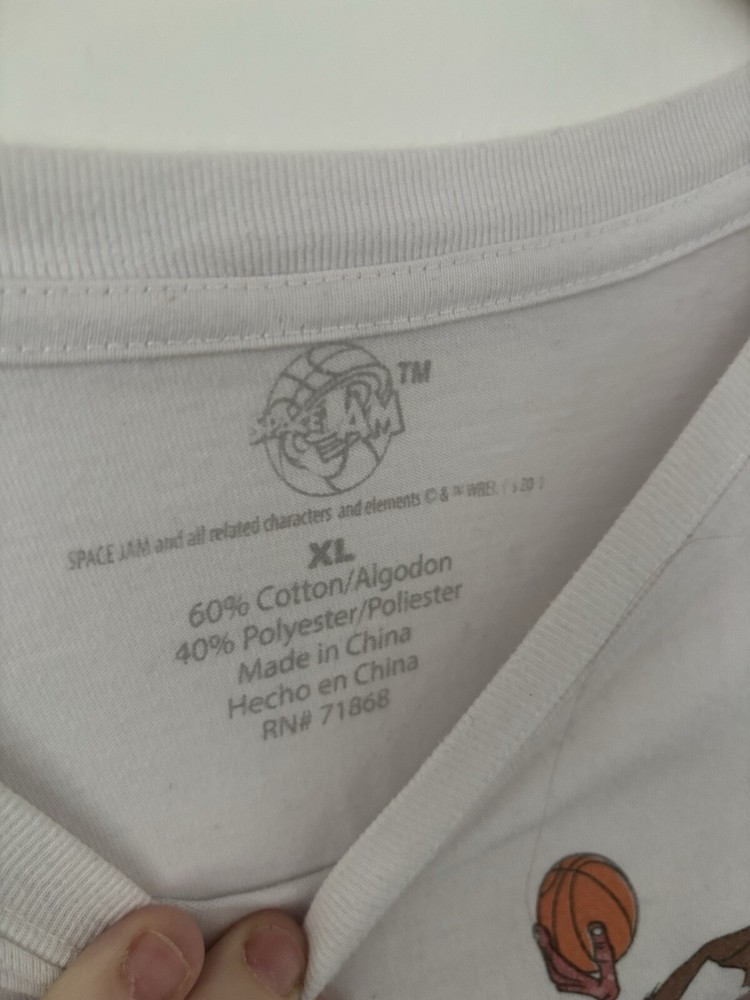 SPACE JAM TM
SPACE JAM and all related characters and elements © & ™ WBEI.
XL
60% Cotton/Algodon
40% Polyester/Poliester
Made in China
Hecho en China
RN# 71868